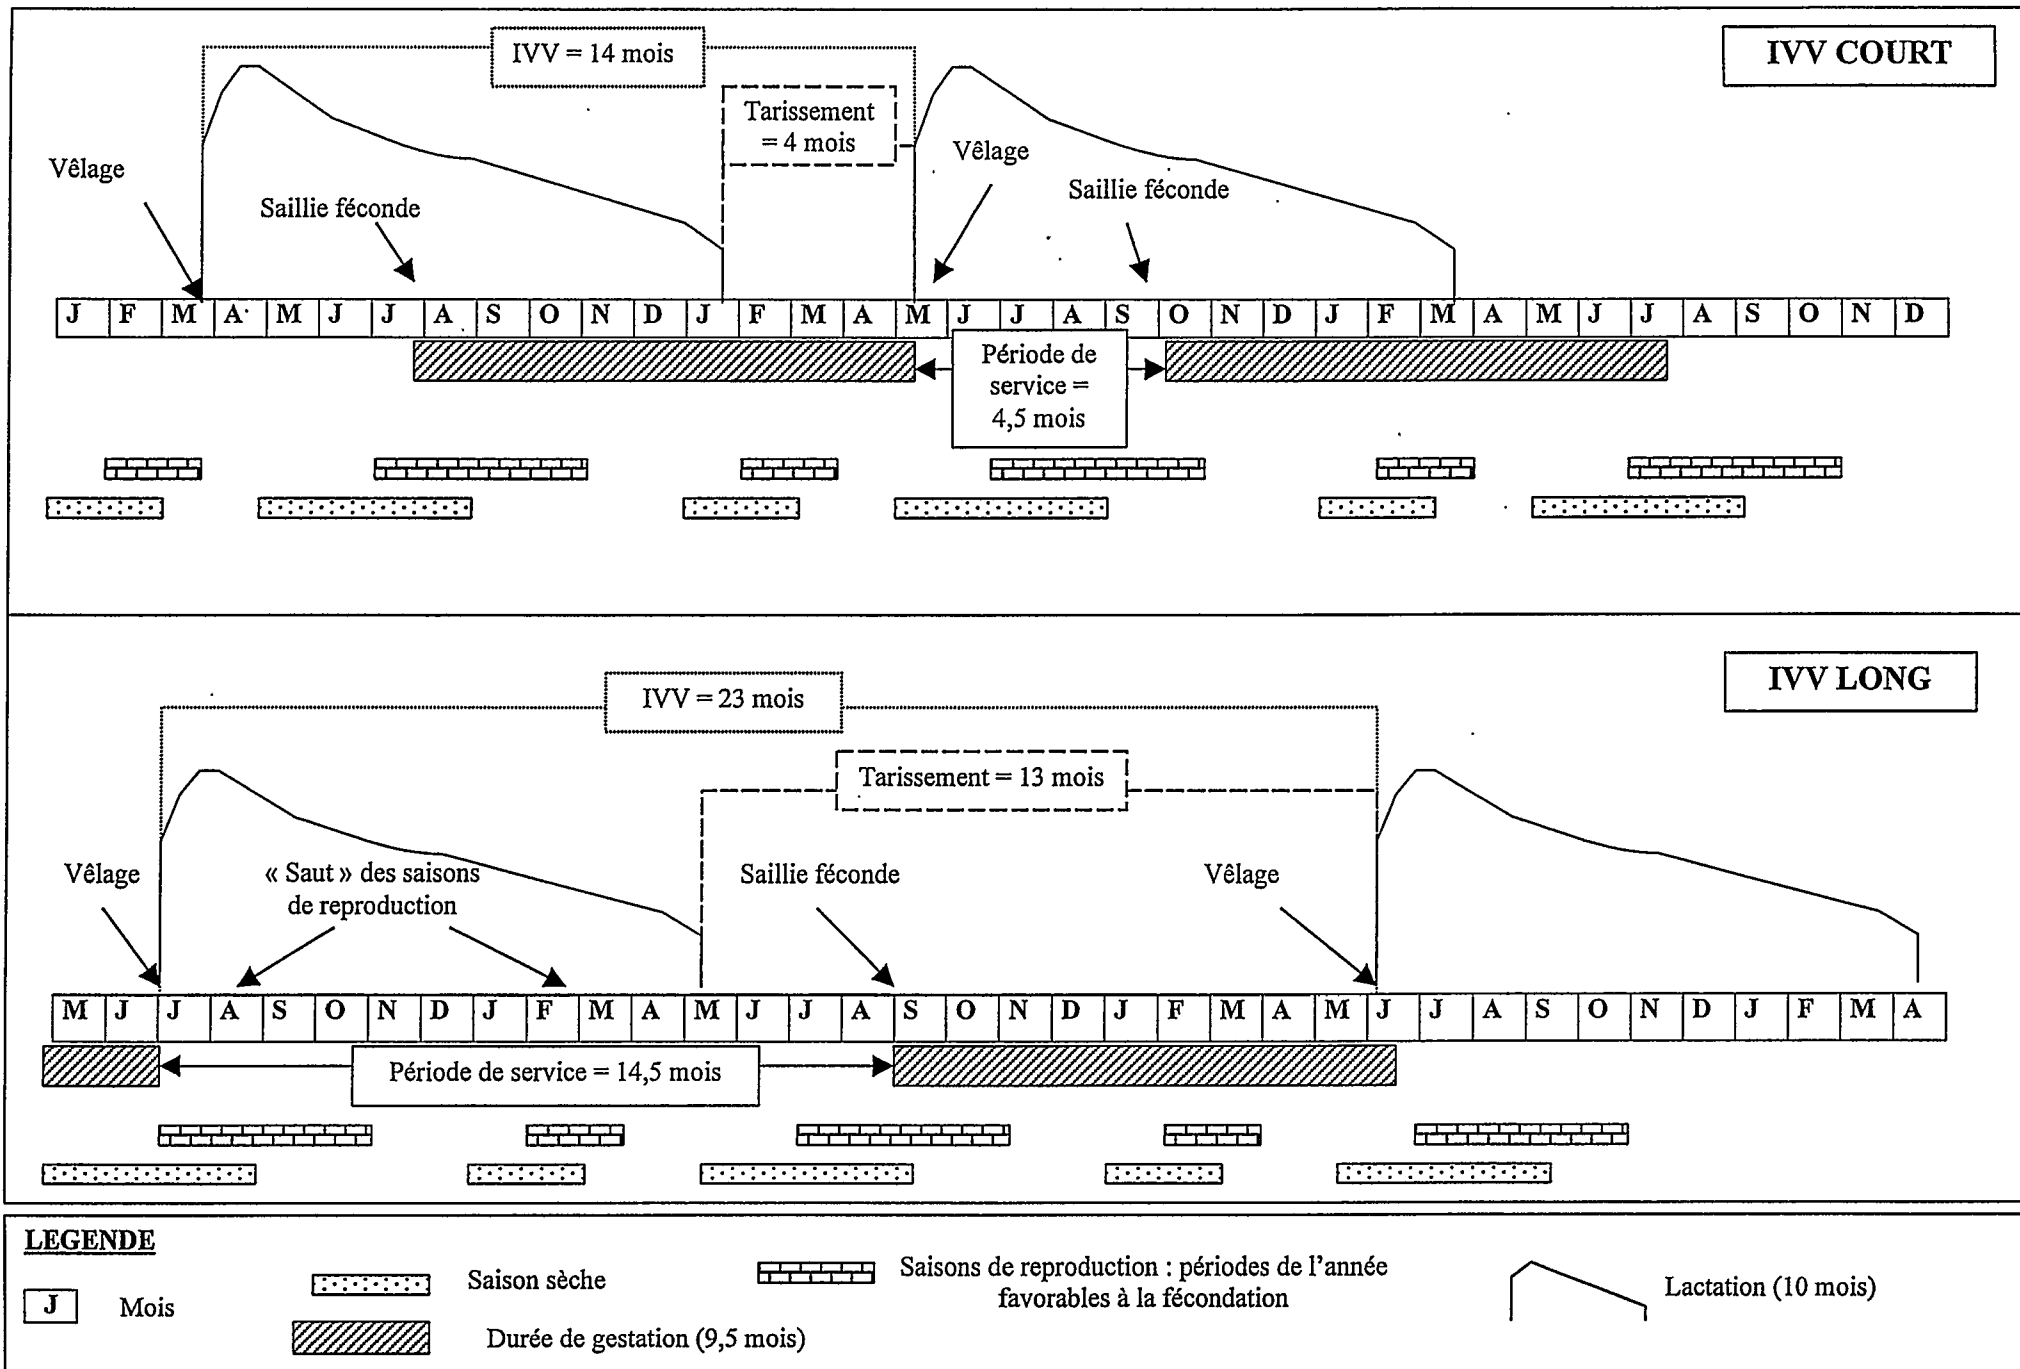 IVV COURT
IVV = 14 mois
Tarissement
= 4 mois
Vêlage
Saillie féconde
Vêlage
Saillie féconde
J F M A M J J A S O N D J F M A M J J A S O N D J F M A M J J A S O N D
Période de
service =
4,5 mois
IVV LONG
IVV = 23 mois
Tarissement = 13 mois
Vêlage
« Saut » des saisons
de reproduction
Saillie féconde
Vêlage
M J J A S O N D J F M A M J J A S O N D J F M A M J J A S O N D J F M A
Période de service = 14,5 mois
LEGENDE
J Mois
Saison sèche
Durée de gestation (9,5 mois)
Saisons de reproduction : périodes de l'année
favorables à la fécondation
Lactation (10 mois)